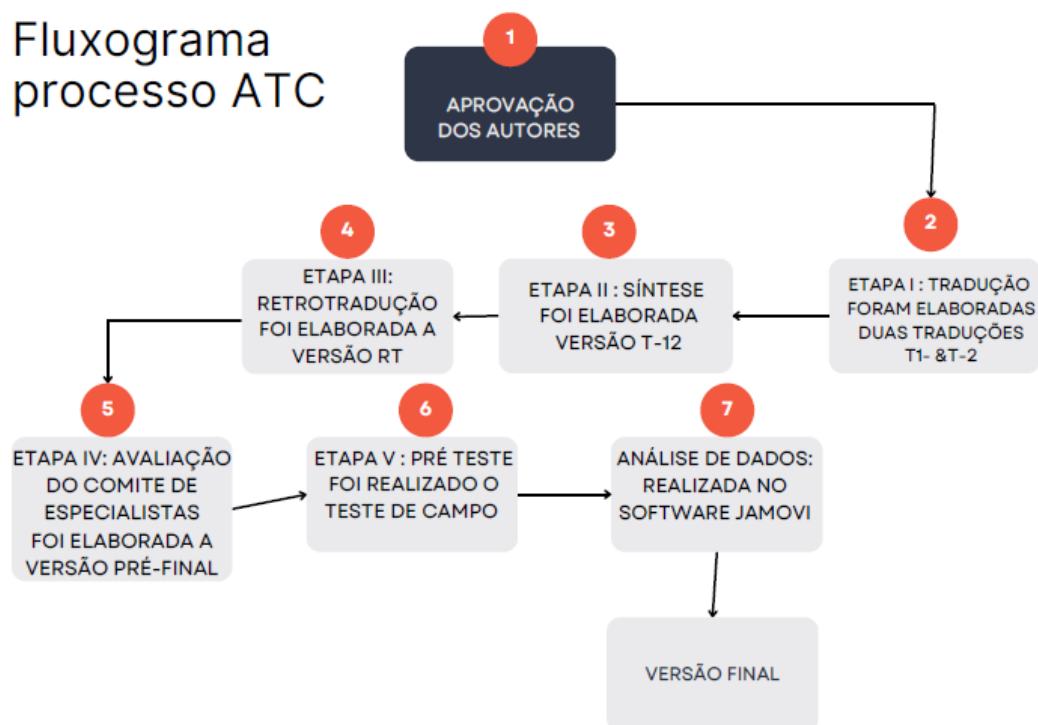 Fluxograma
processo ATC
1
APROVAÇÃO
DOS AUTORES
2
ETAPA I : TRADUÇÃO
FORAM ELABORADAS
DUAS TRADUÇÕES
T1- &T-2
3
ETAPA II : SÍNTESE
FOI ELABORADA
VERSÃO T-12
4
ETAPA III:
RETROTRADUÇÃO
FOI ELABORADA A
VERSÃO RT
5
ETAPA IV: AVALIAÇÃO
DO COMITE DE
ESPECIALISTAS
FOI ELABORADA A
VERSÃO PRÉ-FINAL
6
ETAPA V : PRÉ TESTE
FOI REALIZADO O
TESTE DE CAMPO
7
ANÁLISE DE DADOS:
REALIZADA NO
SOFTWARE JAMOVI
VERSÃO FINAL